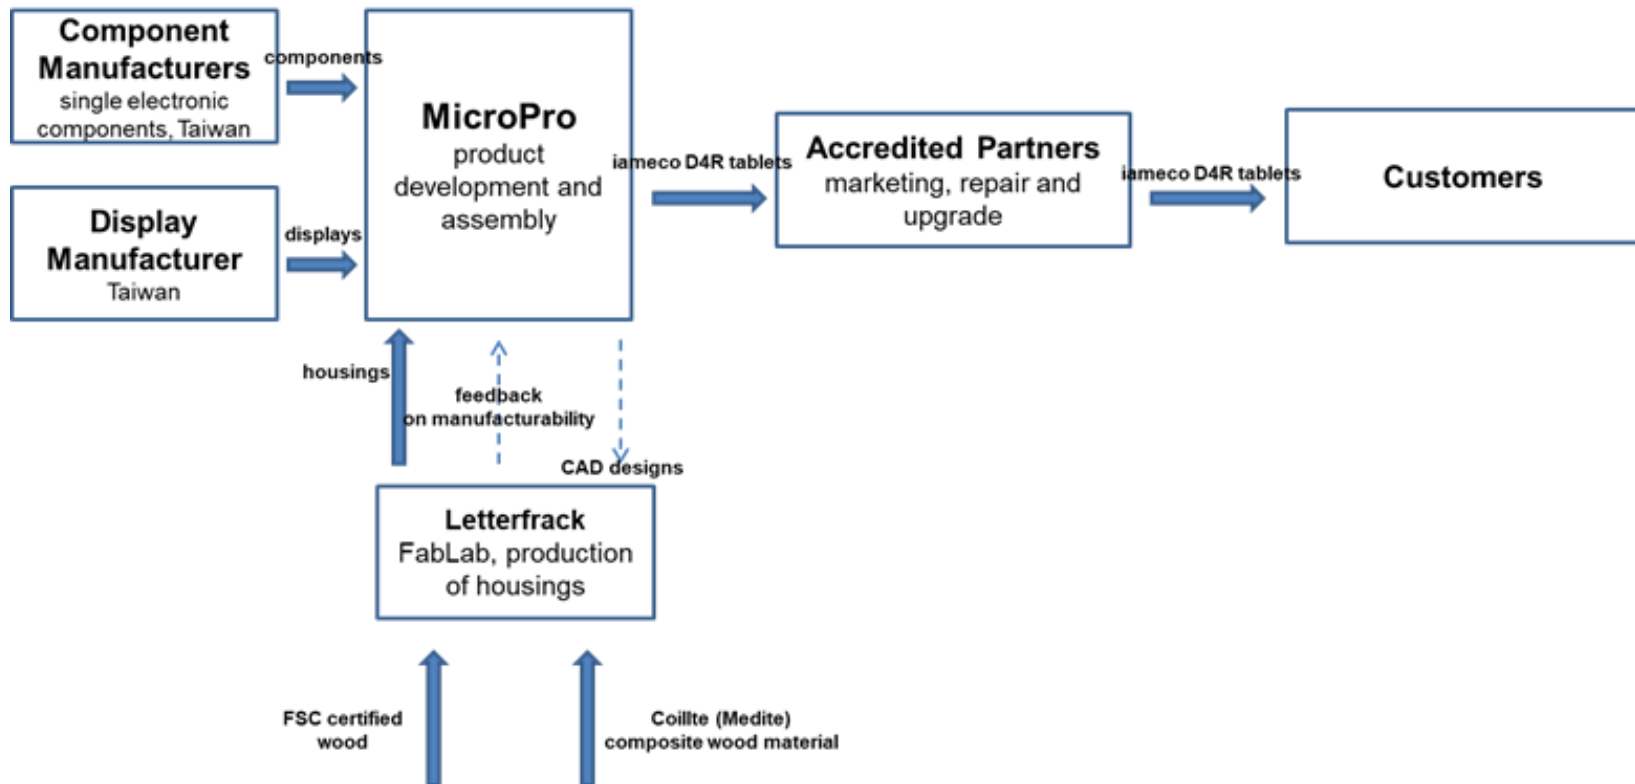 Component
Manufacturers
single electronic
components, Taiwan
components
MicroPro
product
development and
assembly
iameco D4R tablets
Accredited Partners
marketing, repair and
upgrade
iameco D4R tablets
Customers
Display
Manufacturer
Taiwan
displays
housings
feedback
on manufacturability
CAD designs
Letterfrack
FabLab, production
of housings
FSC certified
wood
Coillte (Medite)
composite wood material